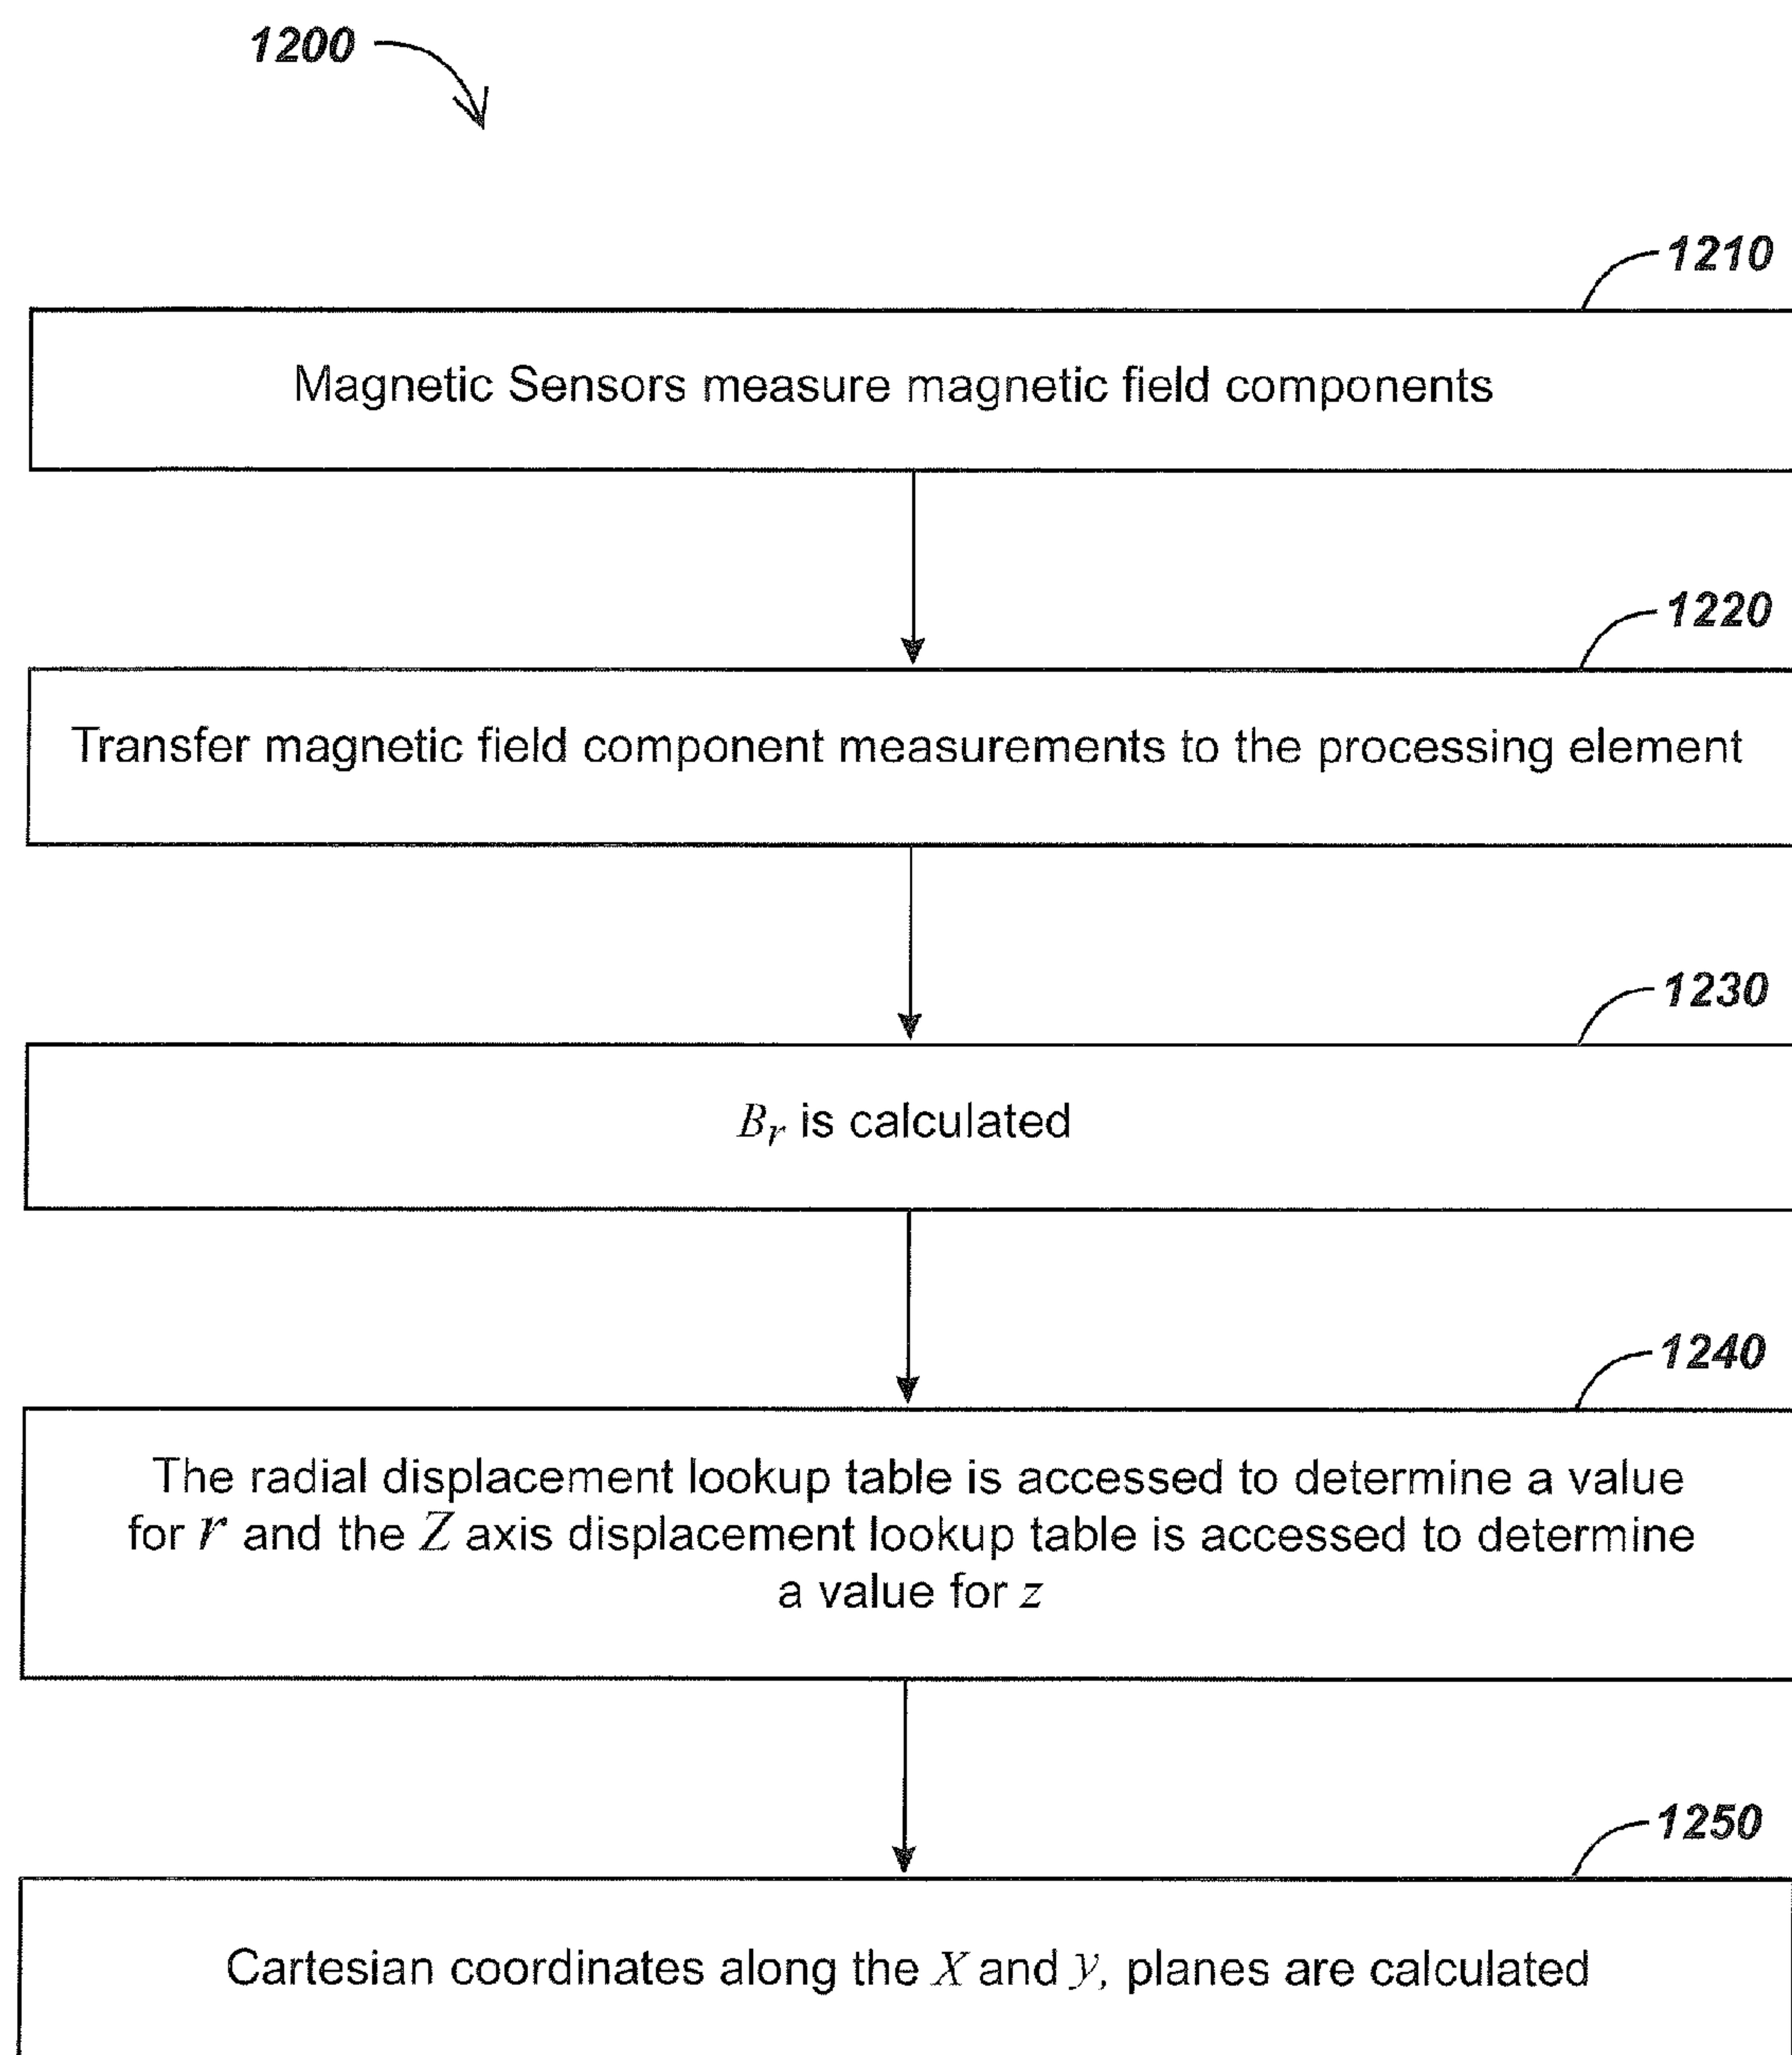 1200
1210
Magnetic Sensors measure magnetic field components
1220
Transfer magnetic field component measurements to the processing element
1230
Br is calculated
1240
The radial displacement lookup table is accessed to determine a value
for r and the Z axis displacement lookup table is accessed to determine
a value for z
1250
Cartesian coordinates along the X and y, planes are calculated